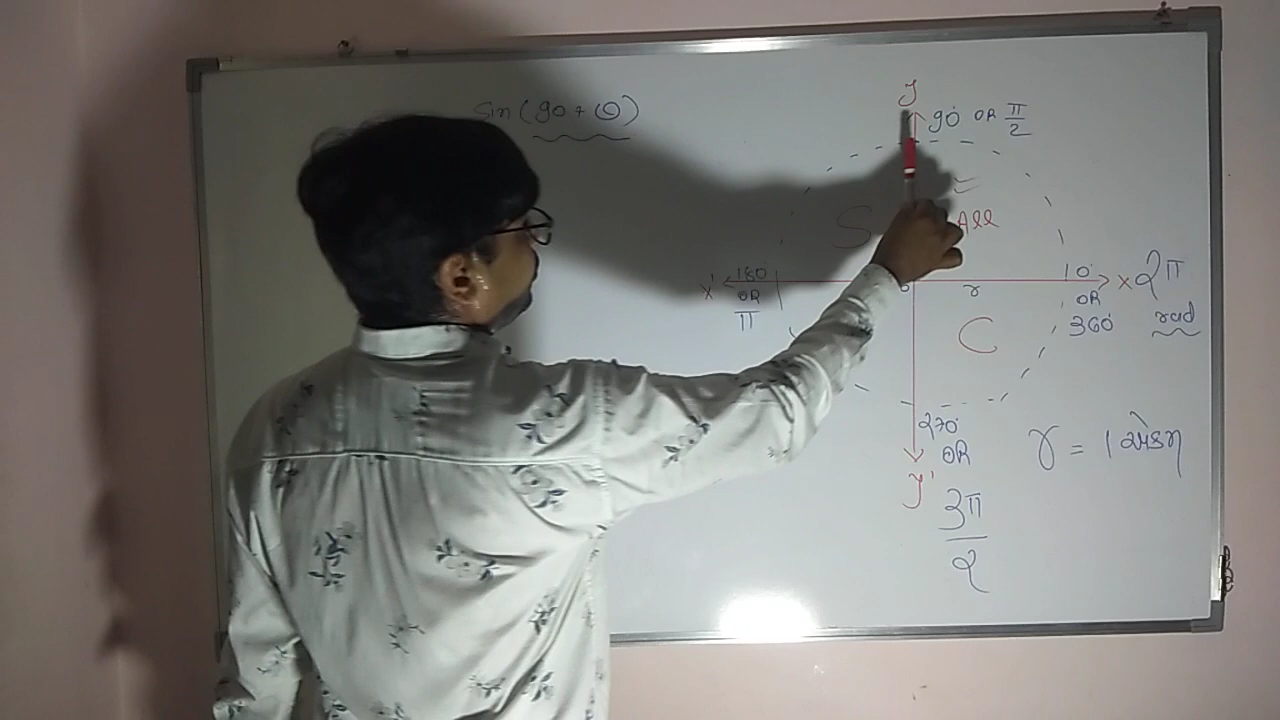 sin(90 + θ)
y
90° OR π/2
S
All
x'
180°
OR
π
0
r
0°
OR
360°
x
2π
rad
C
270°
OR
y'
3π/2
r = 1 એકમ